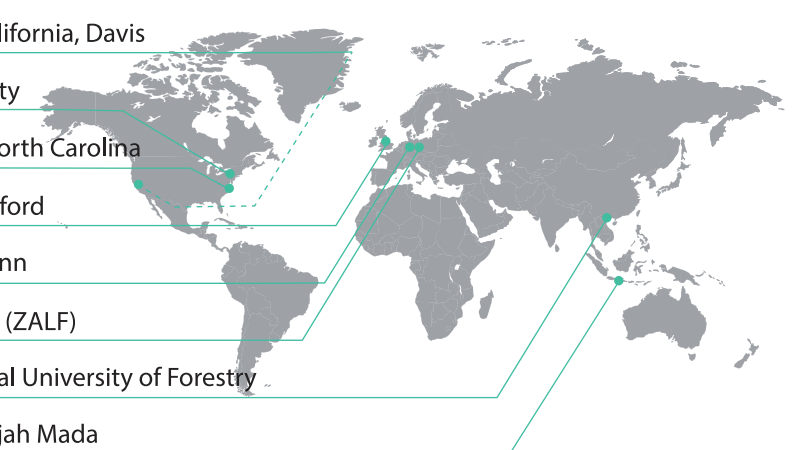 lifornia, Davis
ty
orth Carolina
ford
nn
(ZALF)
al University of Forestry
jah Mada